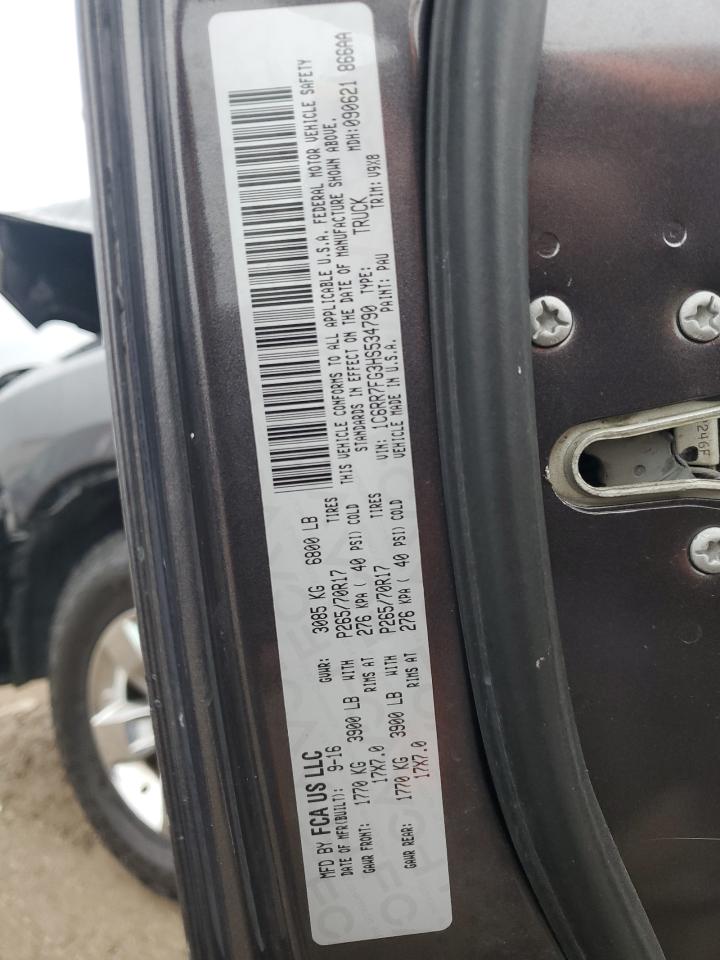 MFD BY FCA US LLC
DATE OF MFR(BUILT): 9-16 GVWR: 3085 KG 6800 LB
GAWR FRONT: 1770 KG 3900 LB WITH P265/70R17 TIRES
17X7.0 RIMS AT 276 KPA ( 40 PSI) COLD
GAWR REAR: 1770 KG 3900 LB WITH P265/70R17 TIRES
17X7.0 RIMS AT 276 KPA ( 40 PSI) COLD
THIS VEHICLE CONFORMS TO ALL APPLICABLE U.S.A. FEDERAL MOTOR VEHICLE SAFETY
STANDARDS IN EFFECT ON THE DATE OF MANUFACTURE SHOWN ABOVE.
VIN: 1C6RR7FG3HS534790 TYPE: TRUCK MDH:090621 866AA
VEHICLE MADE IN U.S.A. PAINT: PAU TRIM: V9X8
246F